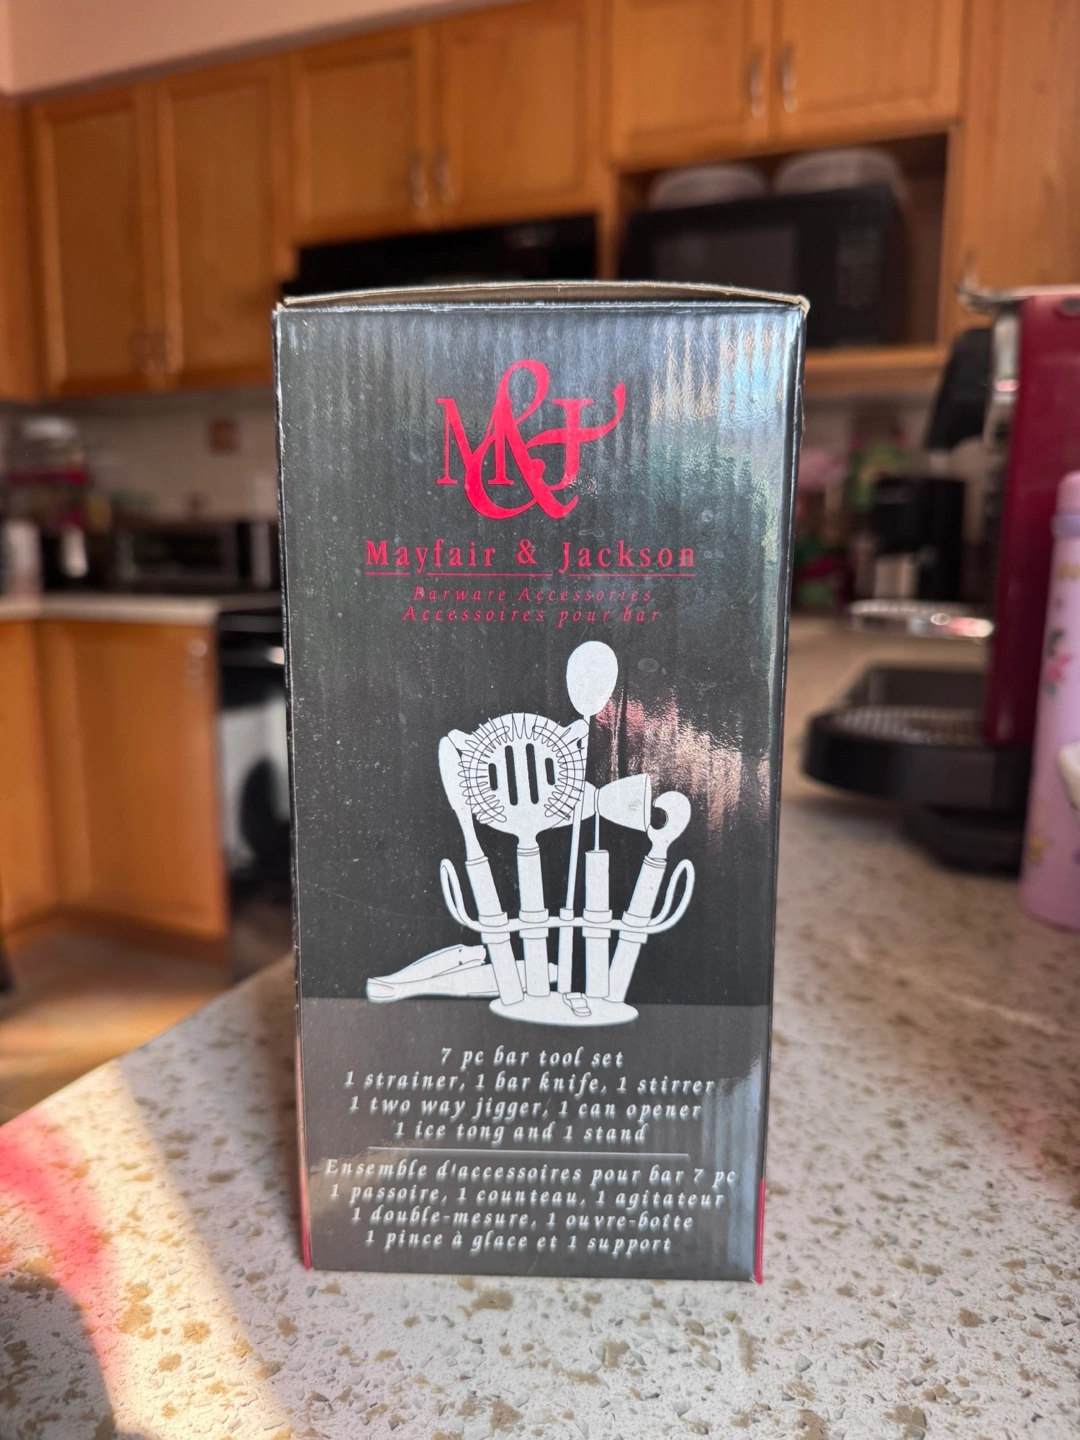 M&J
Mayfair & Jackson
Barware Accessories
Accessoires pour bar
7 pc bar tool set
1 strainer, 1 bar knife, 1 stirrer
1 two way jigger, 1 can opener
1 ice tong and 1 stand
Ensemble d'accessoires pour bar 7 pc
1 passoire, 1 counteau, 1 agitateur
1 double-mesure, 1 ouvre-boîte
1 pince à glace et 1 support